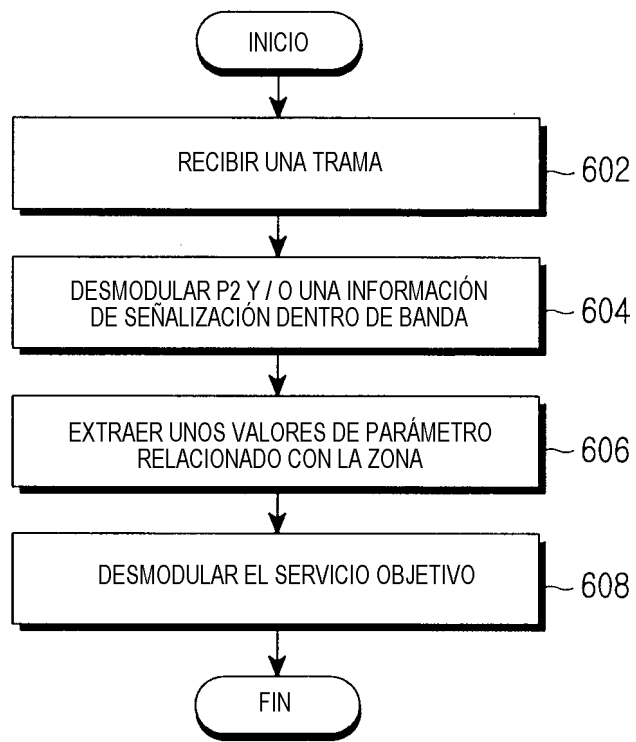 INICIO
RECIBIR UNA TRAMA
602
DESMODULAR P2 Y / O UNA INFORMACIÓN
DE SEÑALIZACIÓN DENTRO DE BANDA
604
EXTRAER UNOS VALORES DE PARÁMETRO
RELACIONADO CON LA ZONA
606
DESMODULAR EL SERVICIO OBJETIVO
608
FIN